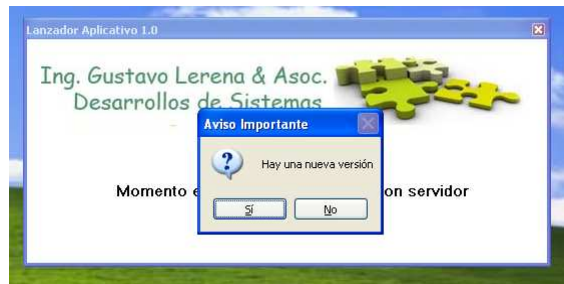 Lanzador Aplicativo 1.0
Ing. Gustavo Lerena & Asoc.
Desarrollos de Sistemas
Aviso Importante
Hay una nueva versión
Momento e
on servidor
Sí
No